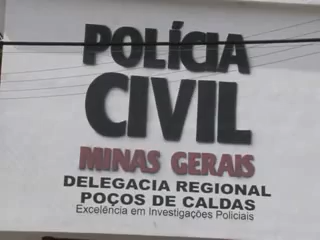 POLÍCIA
CIVIL
MINAS GERAIS
DELEGACIA REGIONAL
POÇOS DE CALDAS
Excelência em Investigações Policiais